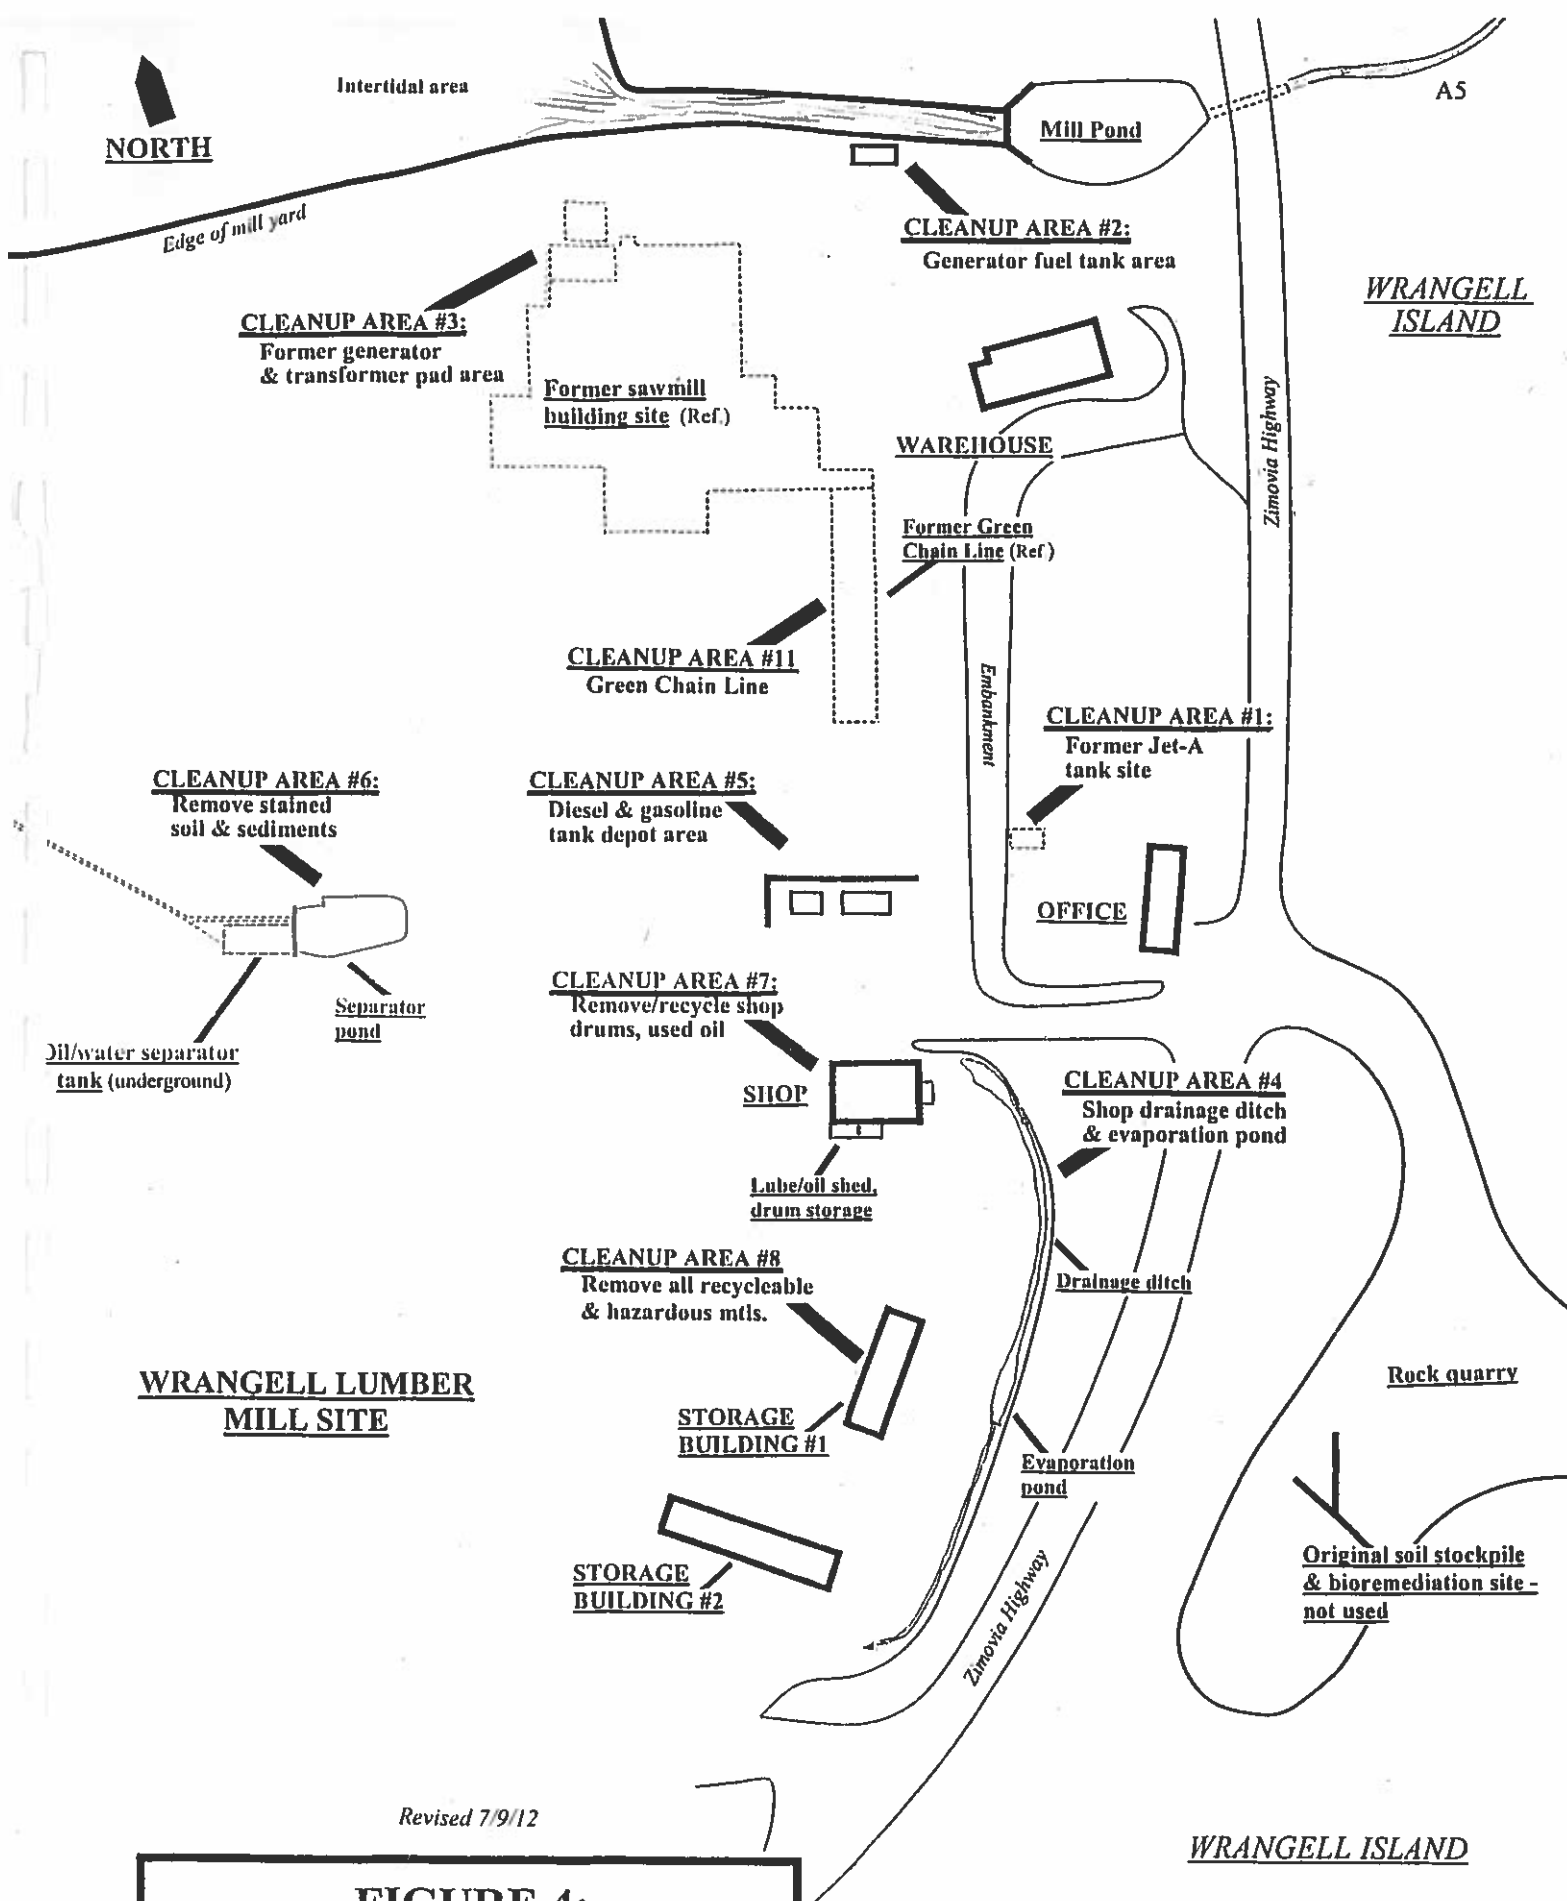 Intertidal area
NORTH
Edge of mill yard
Mill Pond
A5
CLEANUP AREA #2:
Generator fuel tank area
WRANGELL
ISLAND
CLEANUP AREA #3:
Former generator
& transformer pad area
Former sawmill
building site (Ref.)
WAREHOUSE
Zimovia Highway
Former Green
Chain Line (Ref)
CLEANUP AREA #11
Green Chain Line
Embankment
CLEANUP AREA #1:
Former Jet-A
tank site
CLEANUP AREA #6:
Remove stained
soil & sediments
CLEANUP AREA #5:
Diesel & gasoline
tank depot area
OFFICE
Separator
pond
Oil/water separator
tank (underground)
CLEANUP AREA #7:
Remove/recycle shop
drums, used oil
SHOP
CLEANUP AREA #4
Shop drainage ditch
& evaporation pond
Lube/oil shed,
drum storage
CLEANUP AREA #8
Remove all recycleable
& hazardous mtls.
Drainage ditch
WRANGELL LUMBER
MILL SITE
Rock quarry
STORAGE
BUILDING #1
Evaporation
pond
STORAGE
BUILDING #2
Zimovia Highway
Original soil stockpile
& bioremediation site -
not used
Revised 7/9/12
WRANGELL ISLAND
FIGURE 4: